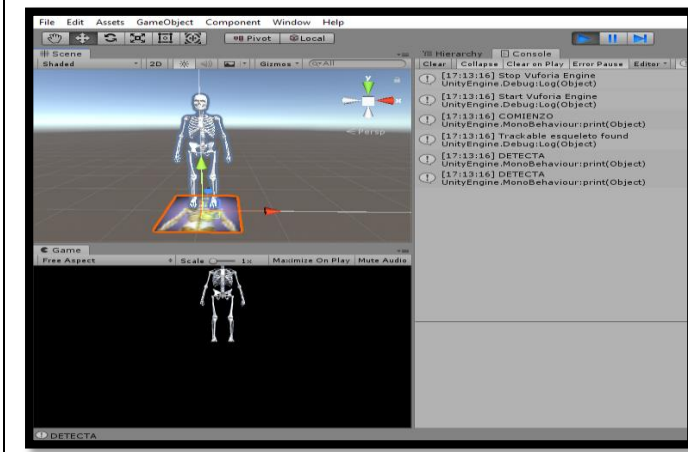 File Edit Assets GameObject Component Window Help
Pivot Local
Scene
Shaded 2D Gizmos All
y
x
Persp
Game
Free Aspect Scale 1x Maximize On Play Mute Audio
Hierarchy Console
Clear Collapse Clear on Play Error Pause Editor
[17:13:16] Stop Vuforia Engine
UnityEngine.Debug:Log(Object)
[17:13:16] Start Vuforia Engine
UnityEngine.Debug:Log(Object)
[17:13:16] COMIENZO
UnityEngine.MonoBehaviour:print(Object)
[17:13:16] Trackable esqueleto found
UnityEngine.Debug:Log(Object)
[17:13:16] DETECTA
UnityEngine.MonoBehaviour:print(Object)
[17:13:16] DETECTA
UnityEngine.MonoBehaviour:print(Object)
DETECTA